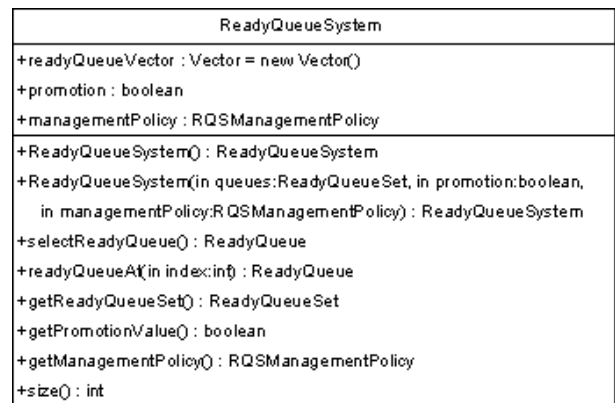 ReadyQueueSystem
+readyQueueVector : Vector = new Vector()
+promotion : boolean
+managementPolicy : RQSManagementPolicy
+ReadyQueueSystem() : ReadyQueueSystem
+ReadyQueueSystem(in queues:ReadyQueueSet, in promotion:boolean,
in managementPolicy:RQSManagementPolicy) : ReadyQueueSystem
+selectReadyQueue() : ReadyQueue
+readyQueueAt(in index:int) : ReadyQueue
+getReadyQueueSet() : ReadyQueueSet
+getPromotionValue() : boolean
+getManagementPolicy() : RQSManagementPolicy
+size() : int